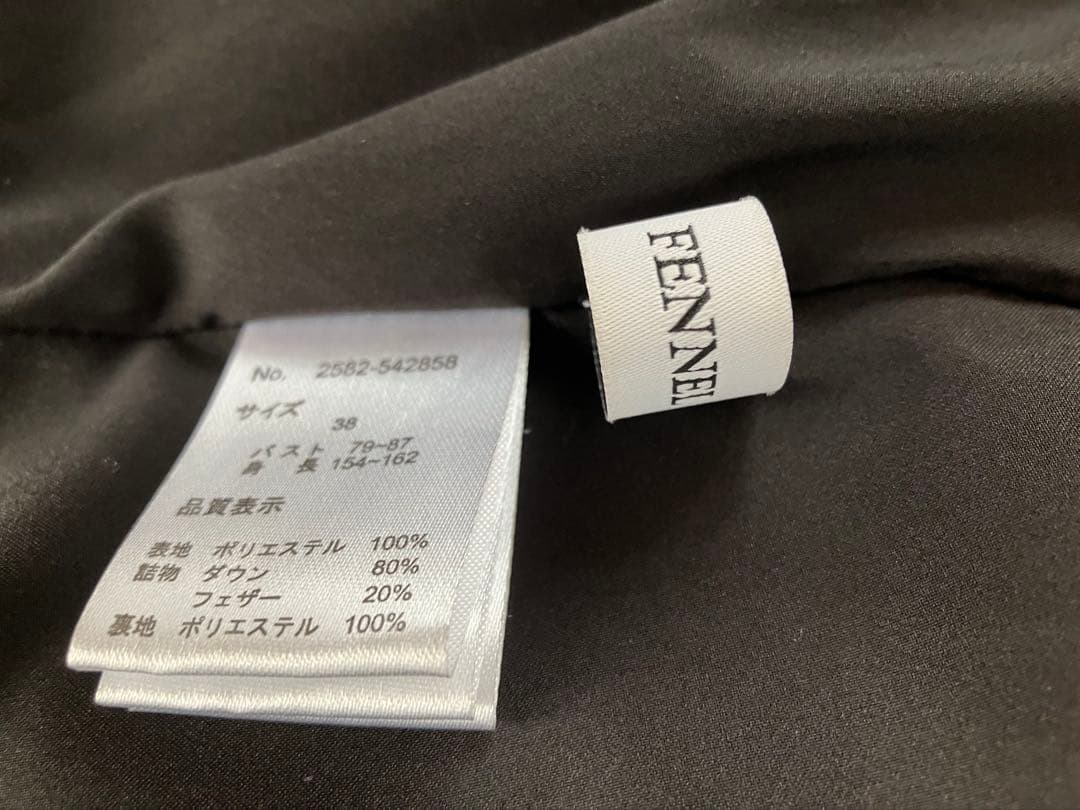 No. 2582-542858
サイズ 38
バスト 79~87
身長 154~162
品質表示
表地 ポリエステル 100%
詰物 ダウン 80%
フェザー 20%
裏地 ポリエステル 100%
FENNEL